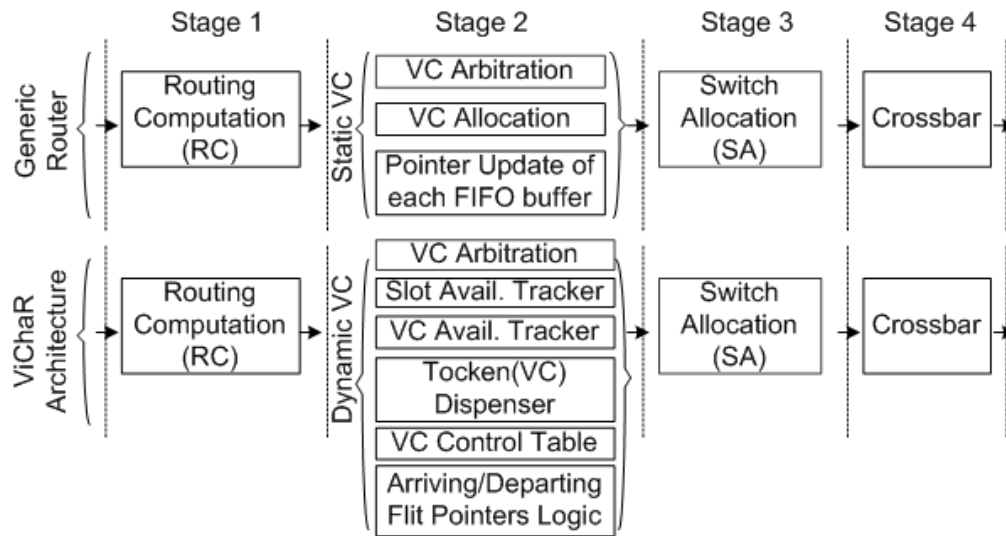 Stage 1
Stage 2
Stage 3
Stage 4
Generic
Router
Routing
Computation
(RC)
Static VC
VC Arbitration
VC Allocation
Pointer Update of
each FIFO buffer
Switch
Allocation
(SA)
Crossbar
ViChaR
Architecture
Routing
Computation
(RC)
Dynamic VC
VC Arbitration
Slot Avail. Tracker
VC Avail. Tracker
Tocken(VC)
Dispenser
VC Control Table
Arriving/Departing
Flit Pointers Logic
Switch
Allocation
(SA)
Crossbar